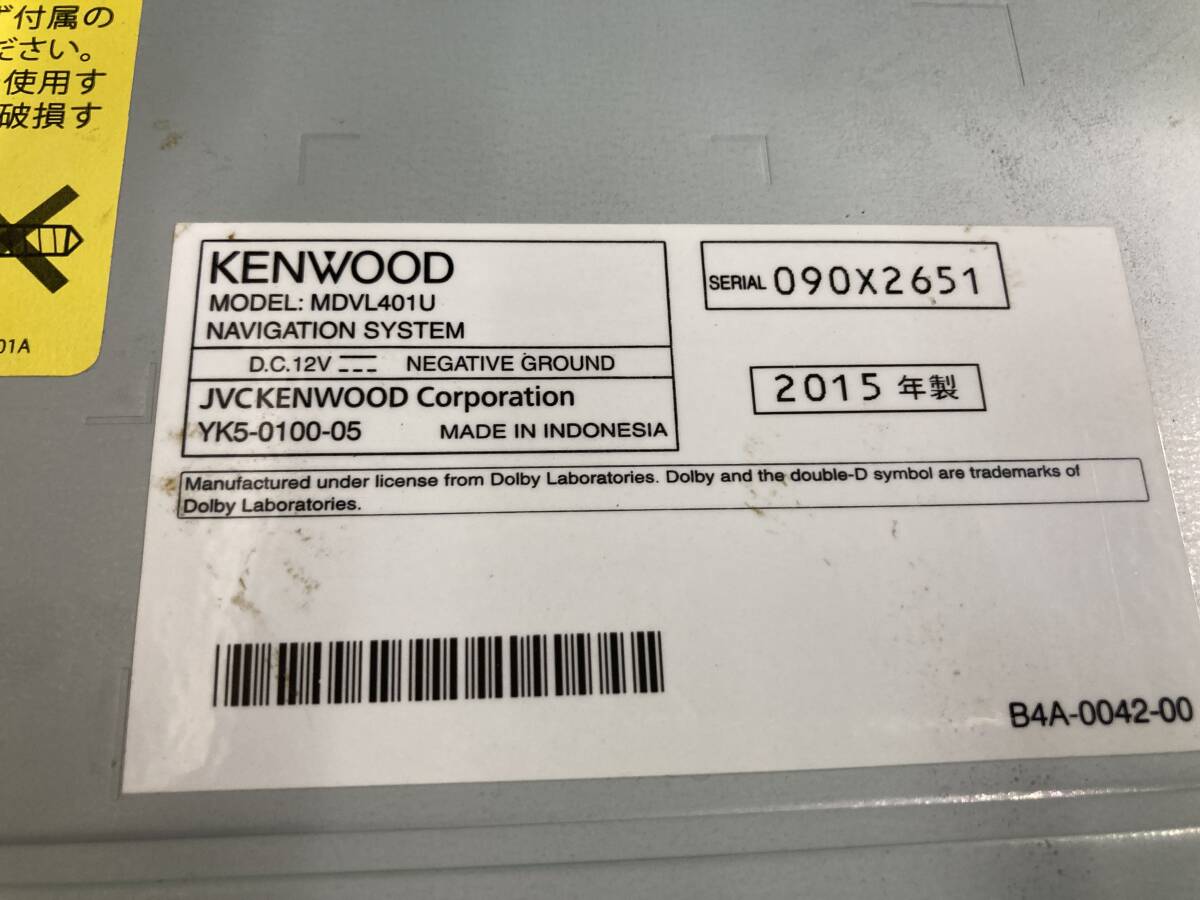 ず付属の
ださい。
使用す
破損す
01A
KENWOOD
MODEL: MDVL401U
NAVIGATION SYSTEM
D.C.12V NEGATIVE GROUND
JVCKENWOOD Corporation
YK5-0100-05 MADE IN INDONESIA
SERIAL 090X2651
2015 年製
Manufactured under license from Dolby Laboratories. Dolby and the double-D symbol are trademarks of
Dolby Laboratories.
B4A-0042-00